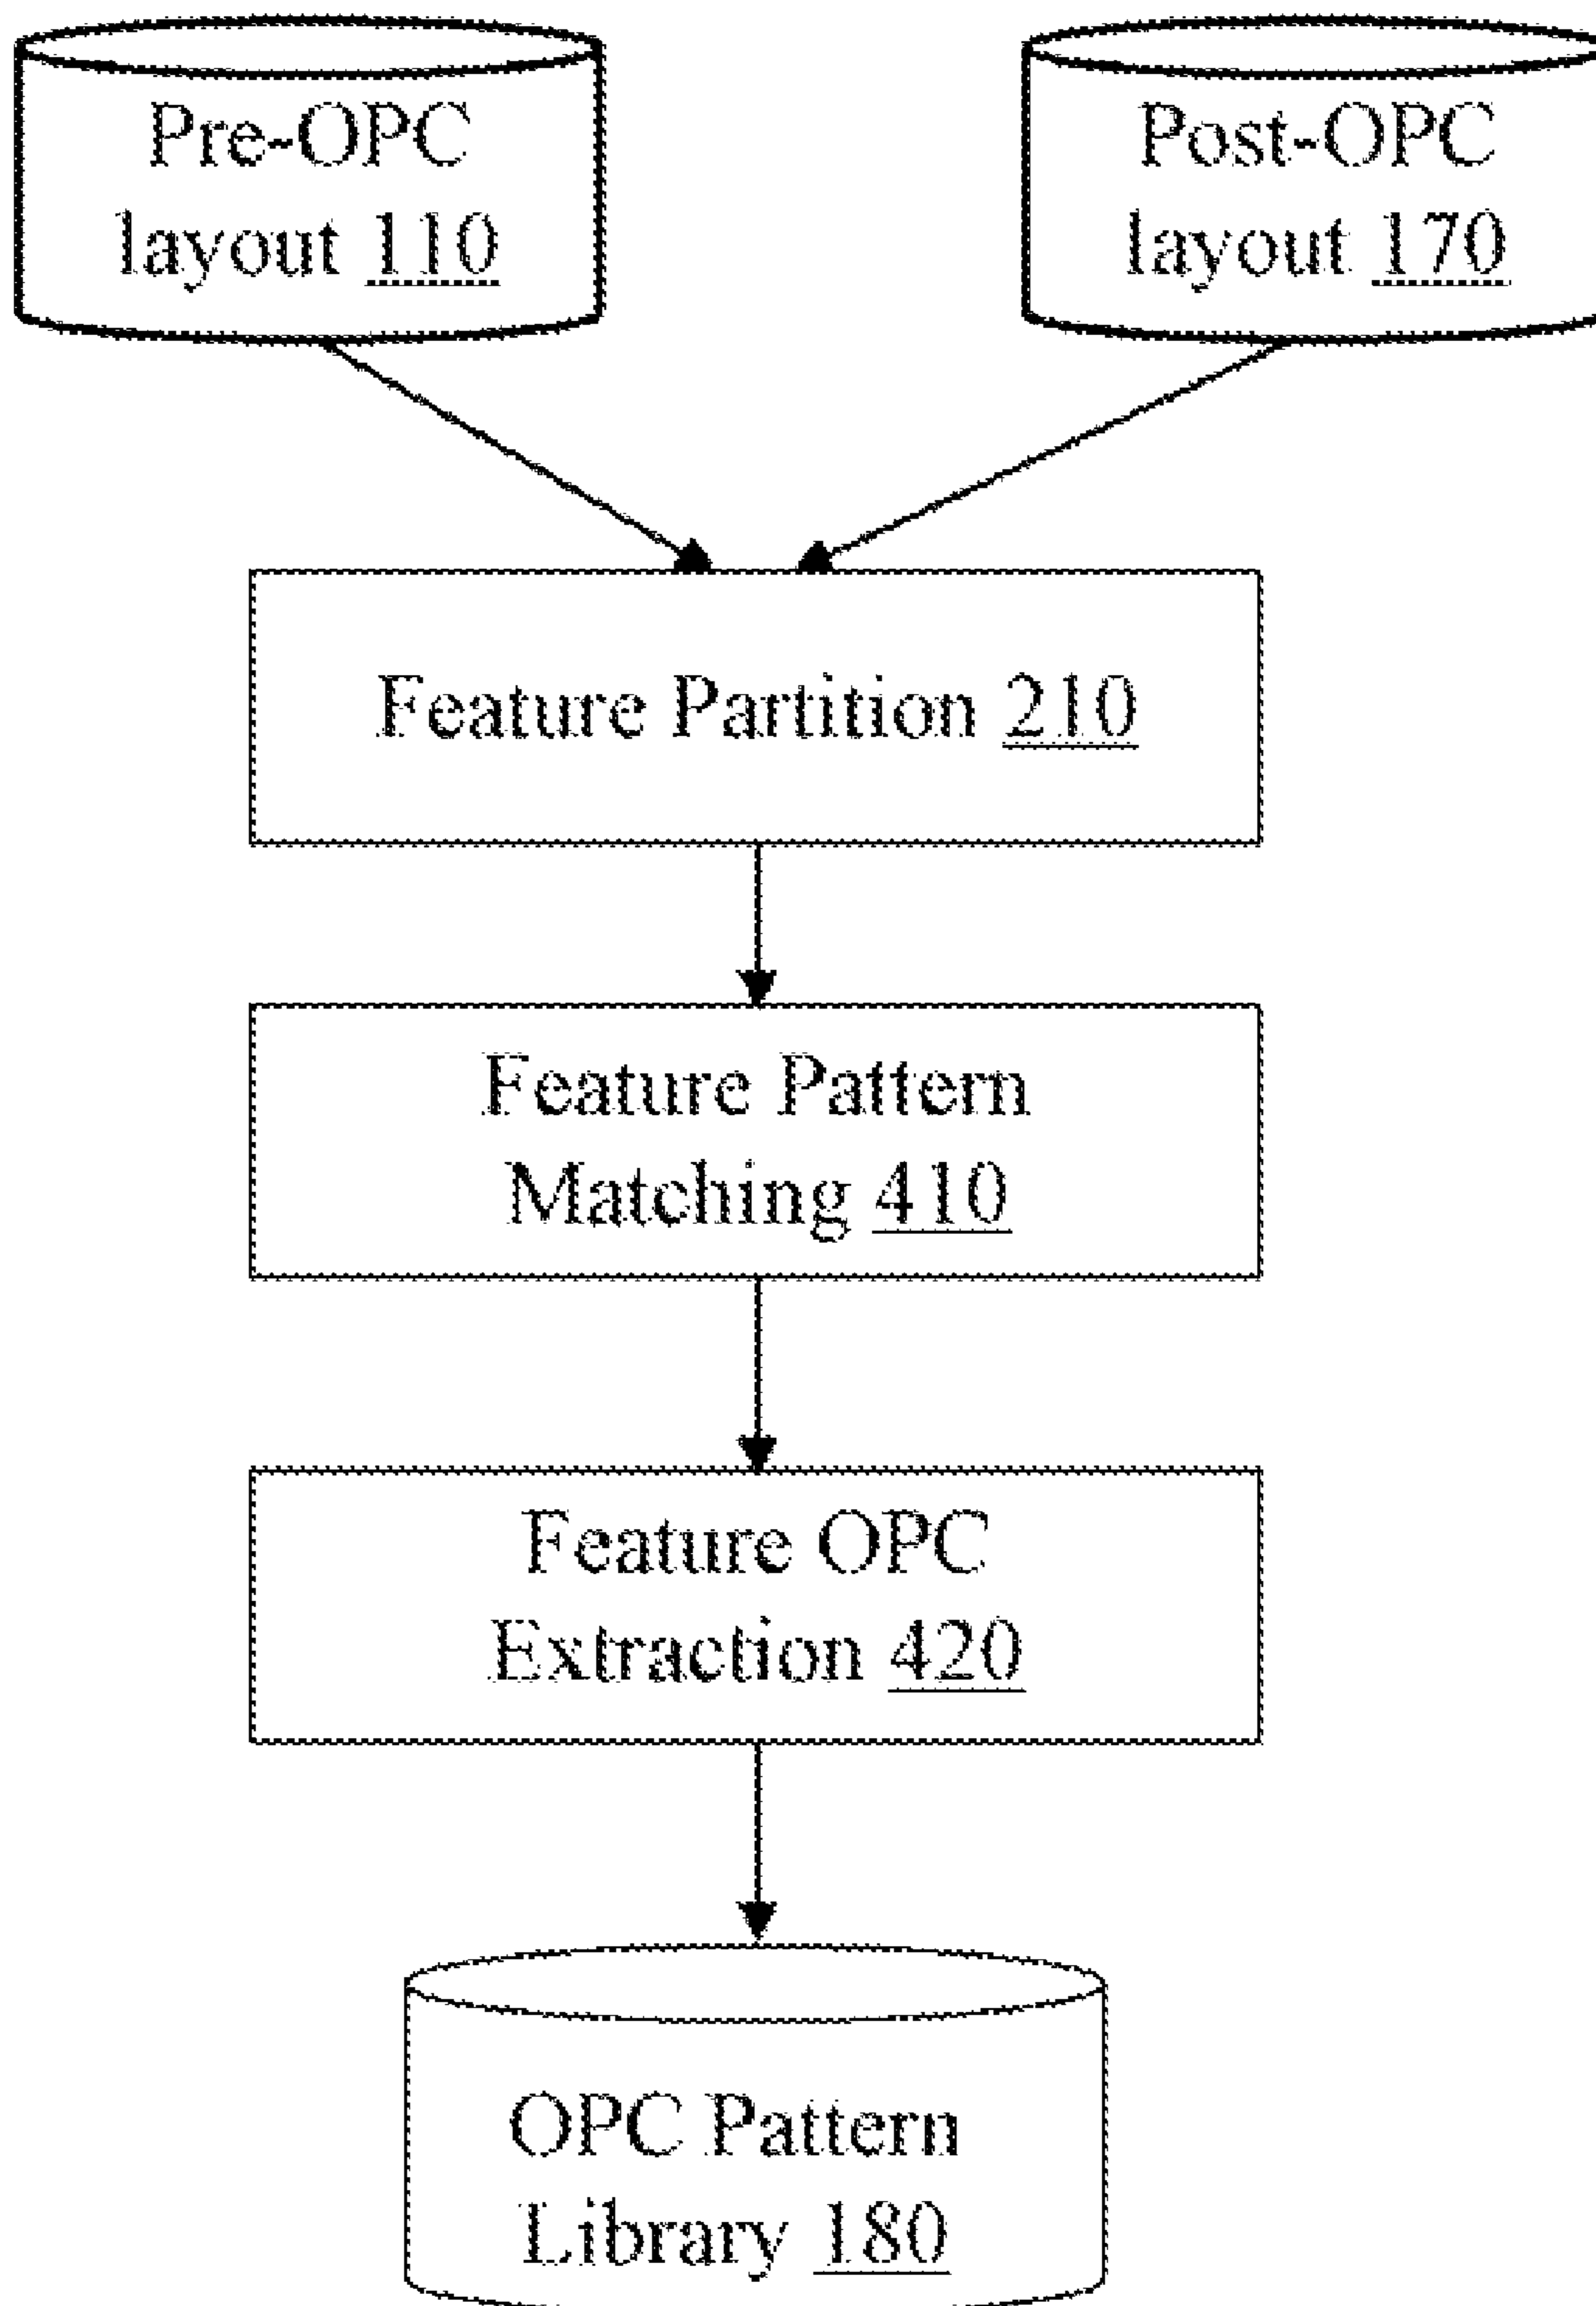 Pre-OPC
layout 110
Post-OPC
layout 170
Feature Partition 210
Feature Pattern
Matching 410
Feature OPC
Extraction 420
OPC Pattern
Library 180